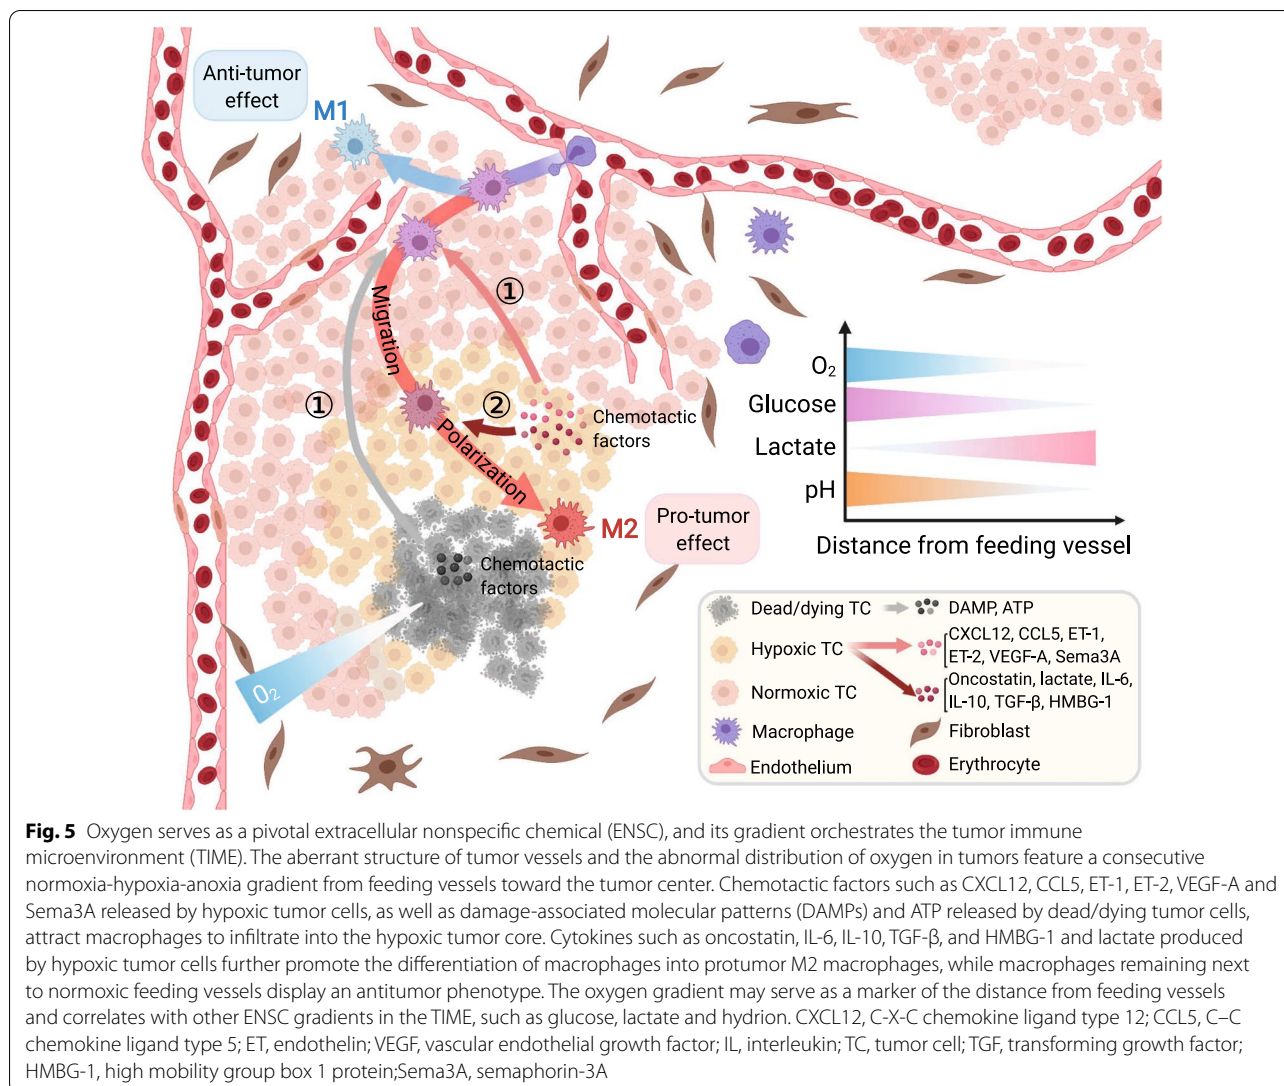 Anti-tumor
effect
M1
①
Migration
①
②
Chemotactic
factors
Polarization
M2
Pro-tumor
effect
Chemotactic
factors
O₂
O₂
Glucose
Lactate
pH
Distance from feeding vessel
Dead/dying TC
DAMP, ATP
Hypoxic TC
CXCL12, CCL5, ET-1,
ET-2, VEGF-A, Sema3A
Oncostatin, lactate, IL-6,
IL-10, TGF-β, HMBG-1
Normoxic TC
Macrophage
Fibroblast
Endothelium
Erythrocyte
Fig. 5 Oxygen serves as a pivotal extracellular nonspecific chemical (ENSC), and its gradient orchestrates the tumor immune
microenvironment (TIME). The aberrant structure of tumor vessels and the abnormal distribution of oxygen in tumors feature a consecutive
normoxia-hypoxia-anoxia gradient from feeding vessels toward the tumor center. Chemotactic factors such as CXCL12, CCL5, ET-1, ET-2, VEGF-A and
Sema3A released by hypoxic tumor cells, as well as damage-associated molecular patterns (DAMPs) and ATP released by dead/dying tumor cells,
attract macrophages to infiltrate into the hypoxic tumor core. Cytokines such as oncostatin, IL-6, IL-10, TGF-β, and HMBG-1 and lactate produced
by hypoxic tumor cells further promote the differentiation of macrophages into protumor M2 macrophages, while macrophages remaining next
to normoxic feeding vessels display an antitumor phenotype. The oxygen gradient may serve as a marker of the distance from feeding vessels
and correlates with other ENSC gradients in the TIME, such as glucose, lactate and hydrion. CXCL12, C-X-C chemokine ligand type 12; CCL5, C–C
chemokine ligand type 5; ET, endothelin; VEGF, vascular endothelial growth factor; IL, interleukin; TC, tumor cell; TGF, transforming growth factor;
HMBG-1, high mobility group box 1 protein;Sema3A, semaphorin-3A